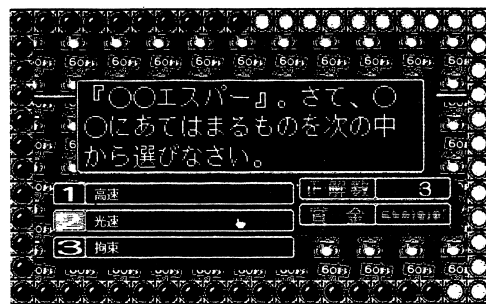 『○○エスパー』。さて、○
○にあてはまるものを次の中
から選びなさい。
1 高速
正解数 3
2 光速
賞金
3 拘束